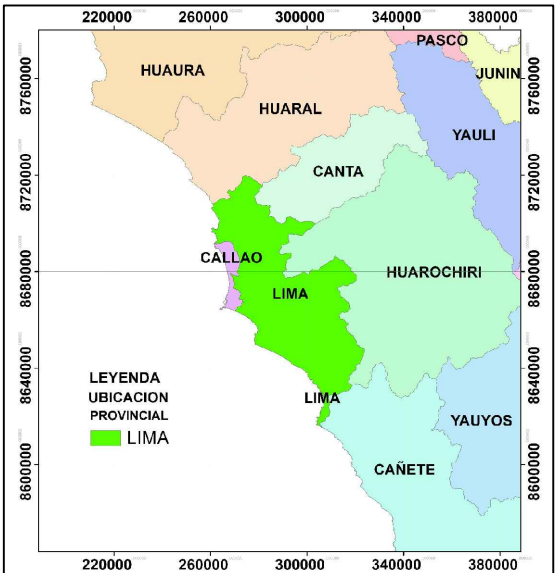 220000 260000 300000 340000 380000
PASCO
HUAURA
JUNIN
8760000 8760000
HUARAL
YAULI
8720000 8720000
CANTA
CALLAO
HUAROCHIRI
8680000 8680000
LIMA
LEYENDA
UBICACION
PROVINCIAL
LIMA
8640000 8640000
LIMA
YAUYOS
CAÑETE
8600000 8600000
220000 260000 300000 340000 380000